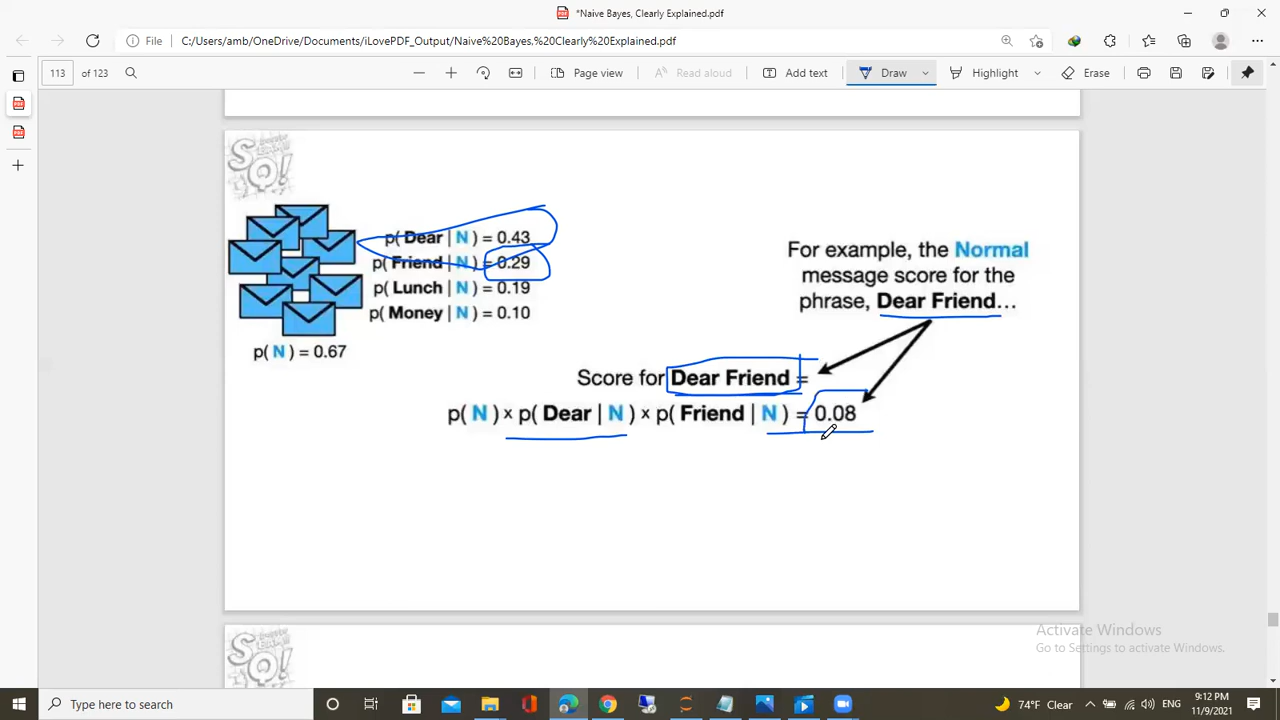 *Naive Bayes, Clearly Explained.pdf
File C:/Users/amb/OneDrive/Documents/iLovePDF_Output/Naive%20Bayes,%20Clearly%20Explained.pdf
113 of 123 Page view Read aloud Add text Draw Highlight Erase
SQ!
p( Dear | N ) = 0.43
p( Friend | N ) = 0.29
p( Lunch | N ) = 0.19
p( Money | N ) = 0.10
p( N ) = 0.67
For example, the Normal
message score for the
phrase, Dear Friend...
Score for Dear Friend =
p( N ) × p( Dear | N ) × p( Friend | N ) = 0.08
SQ!
Activate Windows
Go to Settings to activate Windows.
Type here to search
74°F Clear
9:12 PM
11/9/2021